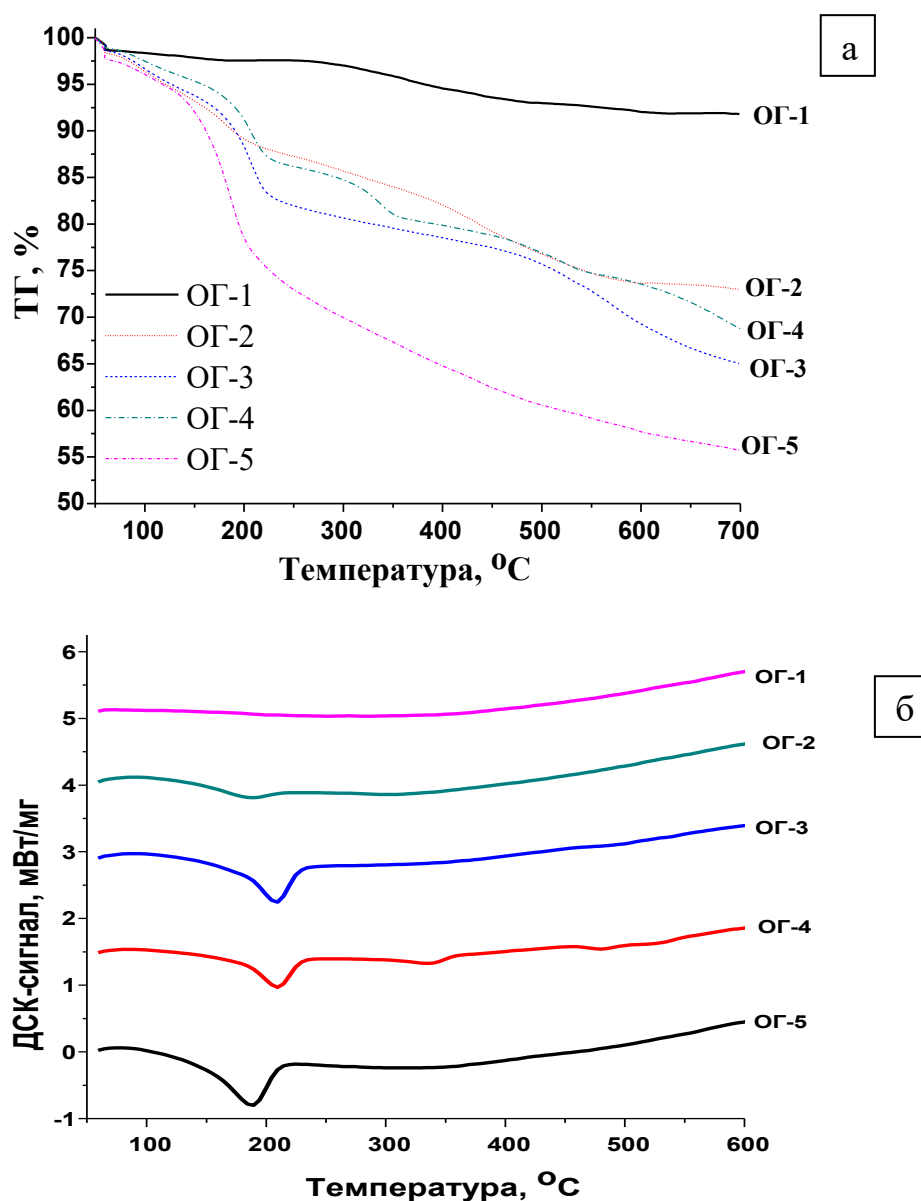 а
100
95
90
85
80
75
70
65
60
55
50
ТГ, %
ОГ-1
ОГ-2
ОГ-4
ОГ-3
ОГ-5
ОГ-1
ОГ-2
ОГ-3
ОГ-4
ОГ-5
100 200 300 400 500 600 700
Температура, ᴼС
б
6
5
4
3
2
1
0
-1
ДСК-сигнал, мВт/мг
ОГ-1
ОГ-2
ОГ-3
ОГ-4
ОГ-5
100 200 300 400 500 600
Температура, ᴼС